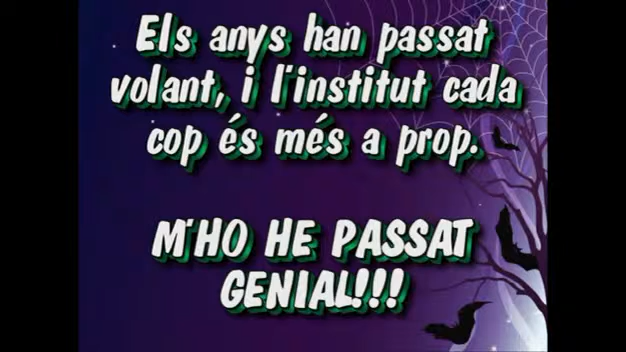 Els anys han passat
volant, i l'institut cada
cop és més a prop.
M'HO HE PASSAT
GENIAL!!!